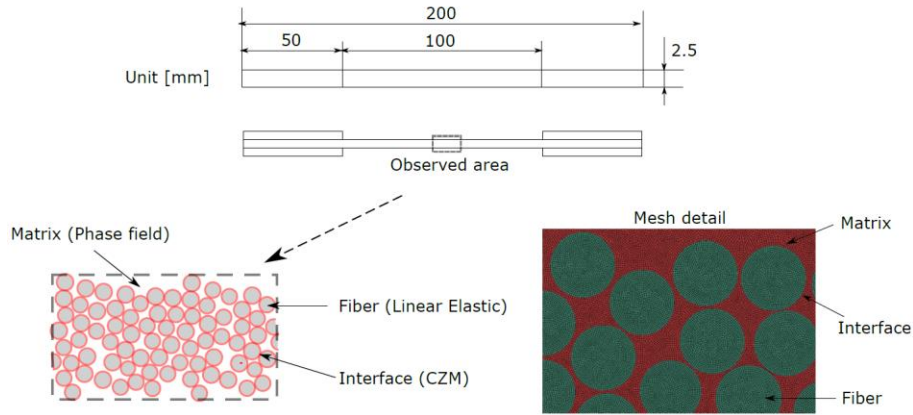 200
50
100
2.5
Unit [mm]
Observed area
Matrix (Phase field)
Fiber (Linear Elastic)
Interface (CZM)
Mesh detail
Matrix
Interface
Fiber